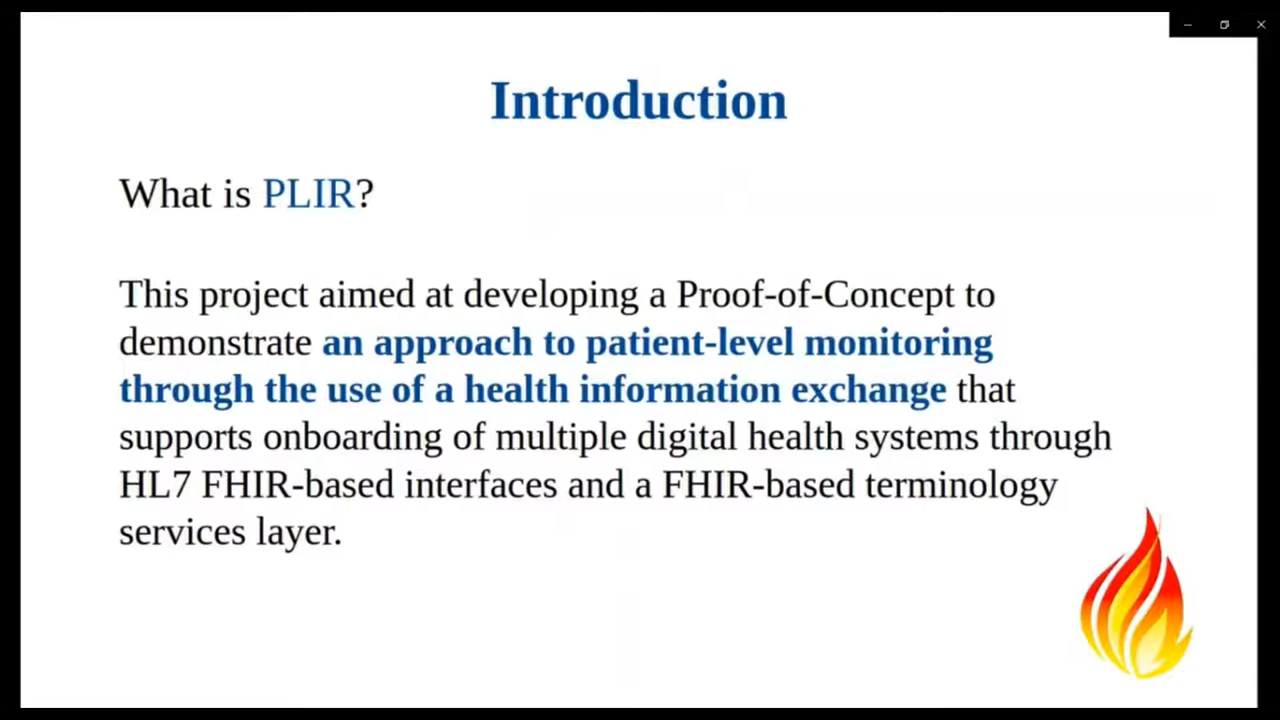 Introduction
What is PLIR?
This project aimed at developing a Proof-of-Concept to
demonstrate an approach to patient-level monitoring
through the use of a health information exchange that
supports onboarding of multiple digital health systems through
HL7 FHIR-based interfaces and a FHIR-based terminology
services layer.